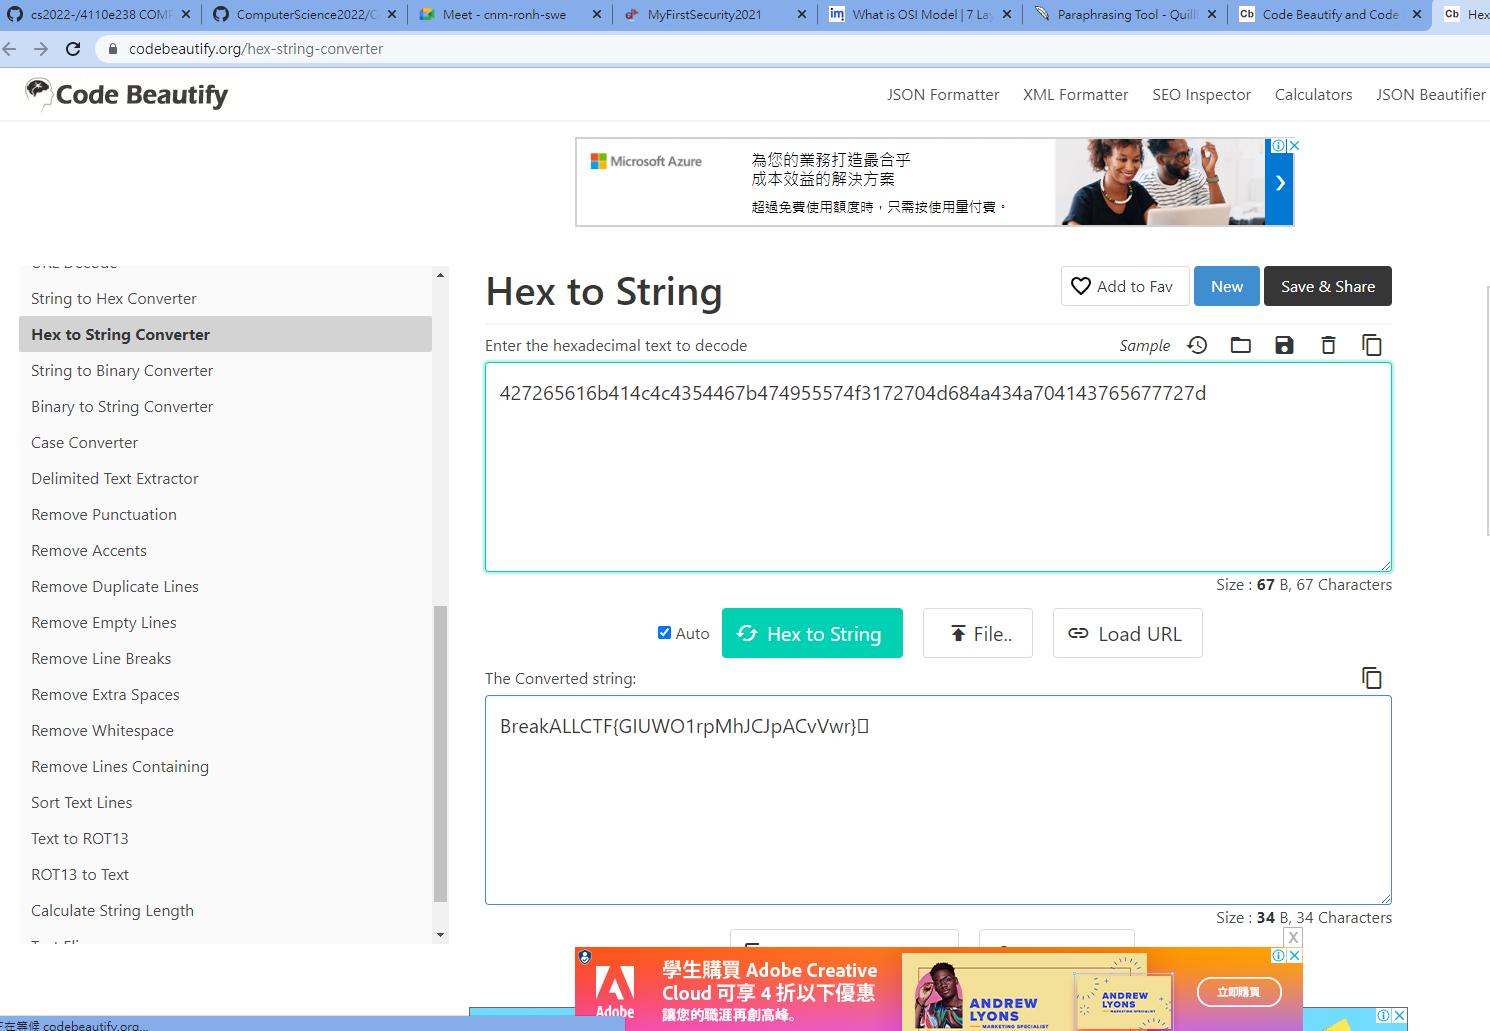 cs2022-/4110e238 COMP
ComputerScience2022/C
Meet - cnm-ronh-swe
MyFirstSecurity2021
What is OSI Model | 7 Lay
Paraphrasing Tool - Quill
Code Beautify and Code
Hex
codebeautify.org/hex-string-converter
Code Beautify
JSON Formatter
XML Formatter
SEO Inspector
Calculators
JSON Beautifier
Microsoft Azure
為您的業務打造最合乎
成本效益的解決方案
超過免費使用額度時，只需按使用量付費。
String to Hex Converter
Hex to String Converter
String to Binary Converter
Binary to String Converter
Case Converter
Delimited Text Extractor
Remove Punctuation
Remove Accents
Remove Duplicate Lines
Remove Empty Lines
Remove Line Breaks
Remove Extra Spaces
Remove Whitespace
Remove Lines Containing
Sort Text Lines
Text to ROT13
ROT13 to Text
Calculate String Length
Hex to String
Add to Fav
New
Save & Share
Enter the hexadecimal text to decode
Sample
427265616b414c4c4354467b474955574f3172704d684a434a704143765677727d
Size : 67 B, 67 Characters
Auto
Hex to String
File..
Load URL
The Converted string:
BreakALLCTF{GIUWO1rpMhJCJpACvVwr}▯
Size : 34 B, 34 Characters
X
Adobe
學生購買 Adobe Creative
Cloud 可享 4 折以下優惠
讓您的職涯再創高峰。
ANDREW
LYONS
MARKETING SPECIALIST
ANDREW
LYONS
立即購買
正在等候 codebeautify.org...